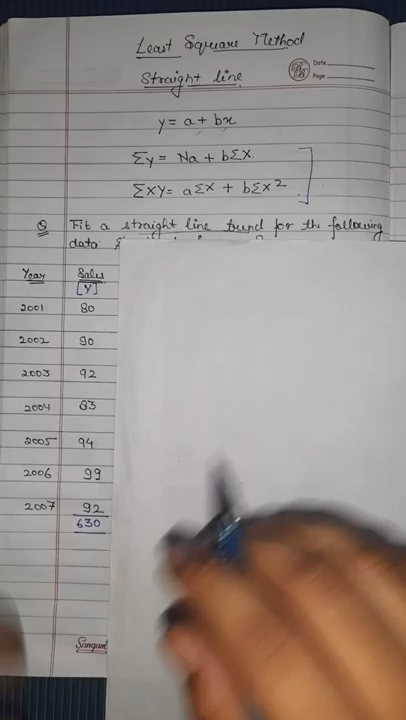 Least Square Method
Straight line
Date
Page
y = a + bx
Σy = Na + bΣX
ΣXY = aΣX + bΣX²
Q Fit a straight line trend for the following
data
Year Sales
[Y]
2001 80
2002 90
2003 92
2004 83
2005 94
2006 99
2007 92
630
Sangam